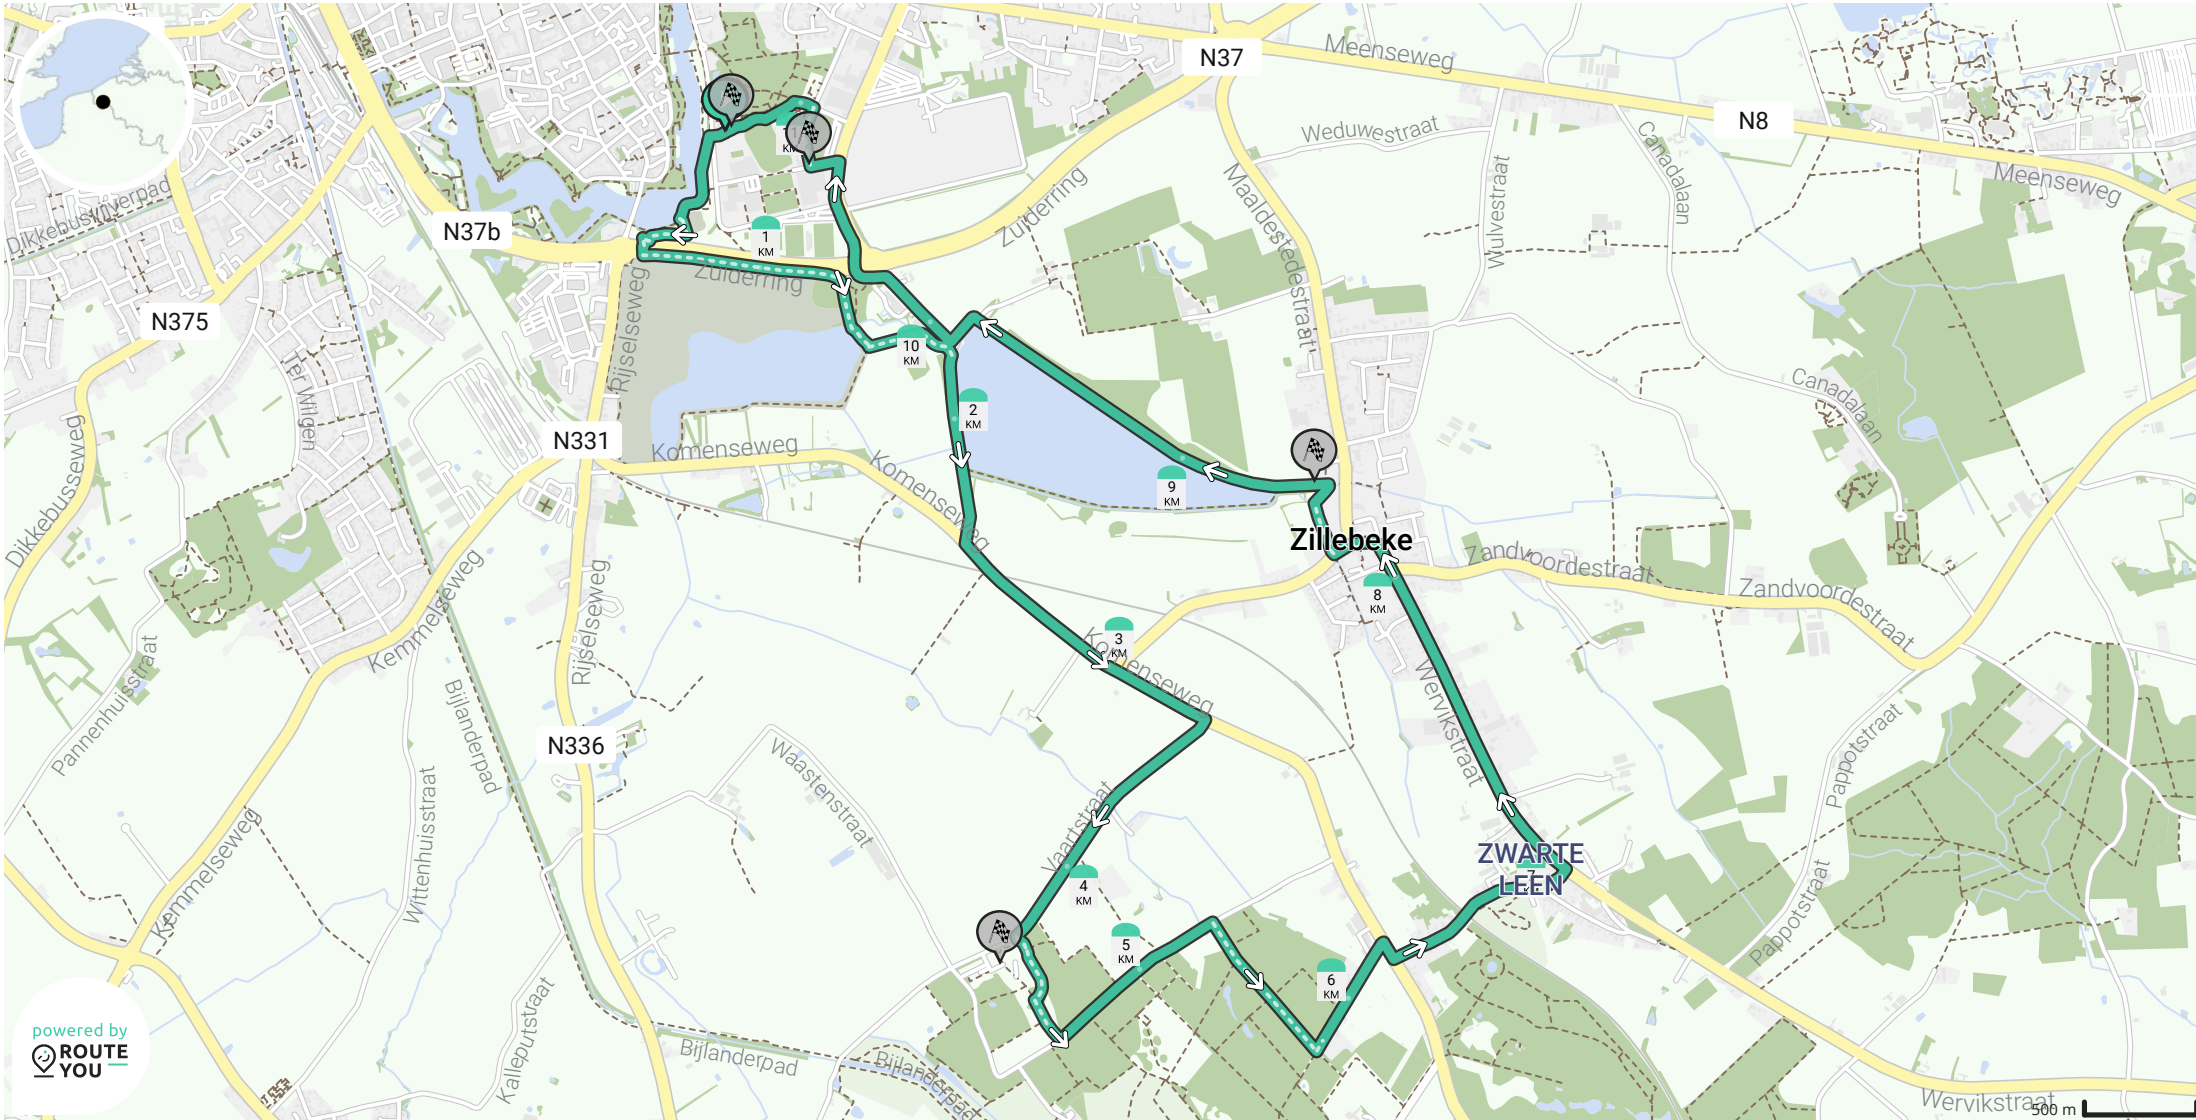 N37
Meenseweg
N8
Weduwestraat
Canadalaan
Meenseweg
Wulvestraat
Maaldestedestraat
Zuiderring
Dikkebusvijverpad
N37b
1
KM
Zuiderring
N375
Rijselseweg
10
KM
Ter Wilgen
Canadalaan
2
KM
N331
Komenseweg
Komenseweg
9
KM
Dikkebusseweg
Zillebeke
Zandvoordestraat
Zandvoordestraat
8
KM
Kemmelseweg
Rijselseweg
3
KM
Komenseweg
Pannenhuisstraat
Bijlanderpad
Wervikstraat
N336
Waastenstraat
Pappotstraat
Vaartstraat
Wittenhuisstraat
Kemmelseweg
ZWARTE
LEEN
7
4
KM
Pappotstraat
5
KM
6
KM
Kalleputstraat
powered by
ROUTE
YOU
Bijlanderpad
Bijlanderpad
Wervikstraat
500 m